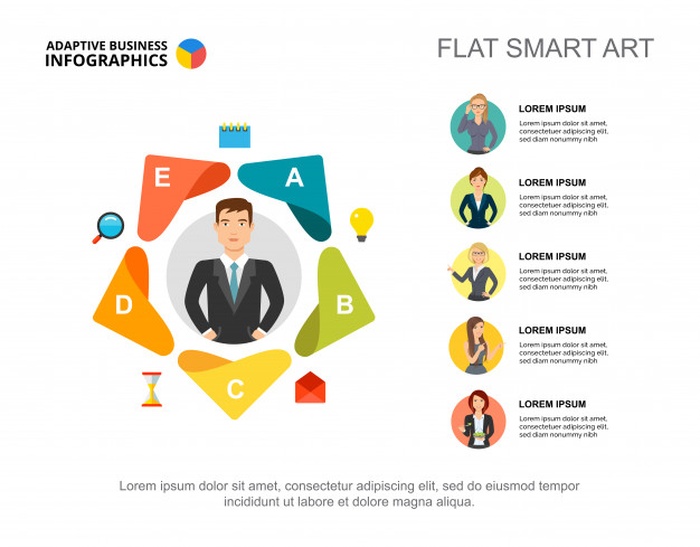 ADAPTIVE BUSINESS
INFOGRAPHICS
FLAT SMART ART
E
A
D
B
C
LOREM IPSUM
Lorem ipsum dolor sit amet,
consectetuer adipiscing elit,
sed diam nonummy nibh
LOREM IPSUM
Lorem ipsum dolor sit amet,
consectetuer adipiscing elit,
sed diam nonummy nibh
LOREM IPSUM
Lorem ipsum dolor sit amet,
consectetuer adipiscing elit,
sed diam nonummy nibh
LOREM IPSUM
Lorem ipsum dolor sit amet,
consectetuer adipiscing elit,
sed diam nonummy nibh
LOREM IPSUM
Lorem ipsum dolor sit amet,
consectetuer adipiscing elit,
sed diam nonummy nibh
Lorem ipsum dolor sit amet, consectetur adipiscing elit, sed do eiusmod tempor
incididunt ut labore et dolore magna aliqua.